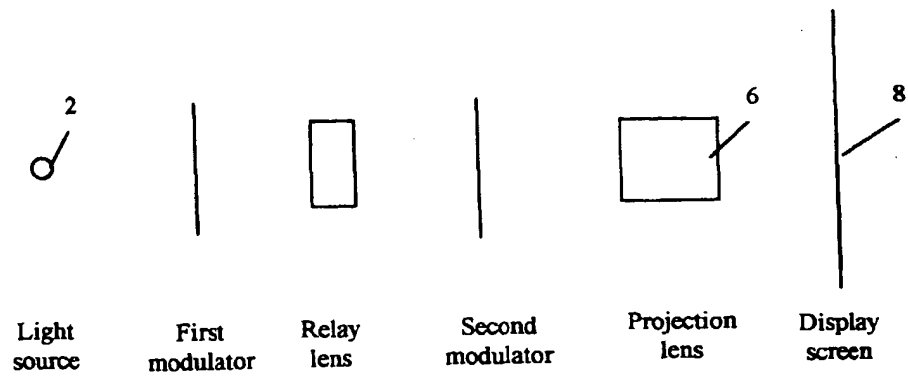 2
6
8
Light
source
First
modulator
Relay
lens
Second
modulator
Projection
lens
Display
screen